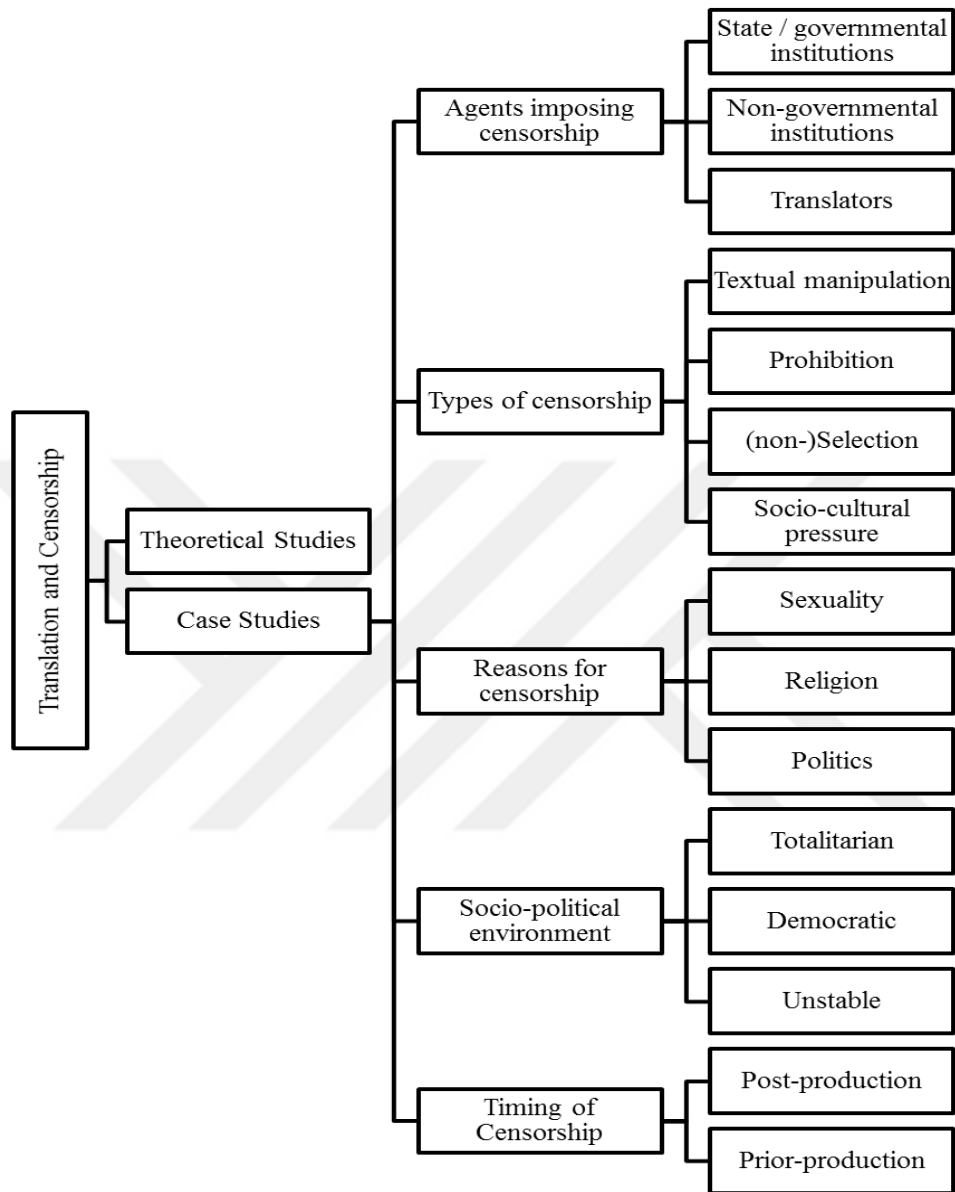 Translation and Censorship
Theoretical Studies
Case Studies
Agents imposing
censorship
State / governmental
institutions
Non-governmental
institutions
Translators
Types of censorship
Textual manipulation
Prohibition
(non-)Selection
Socio-cultural
pressure
Reasons for
censorship
Sexuality
Religion
Politics
Socio-political
environment
Totalitarian
Democratic
Unstable
Timing of
Censorship
Post-production
Prior-production